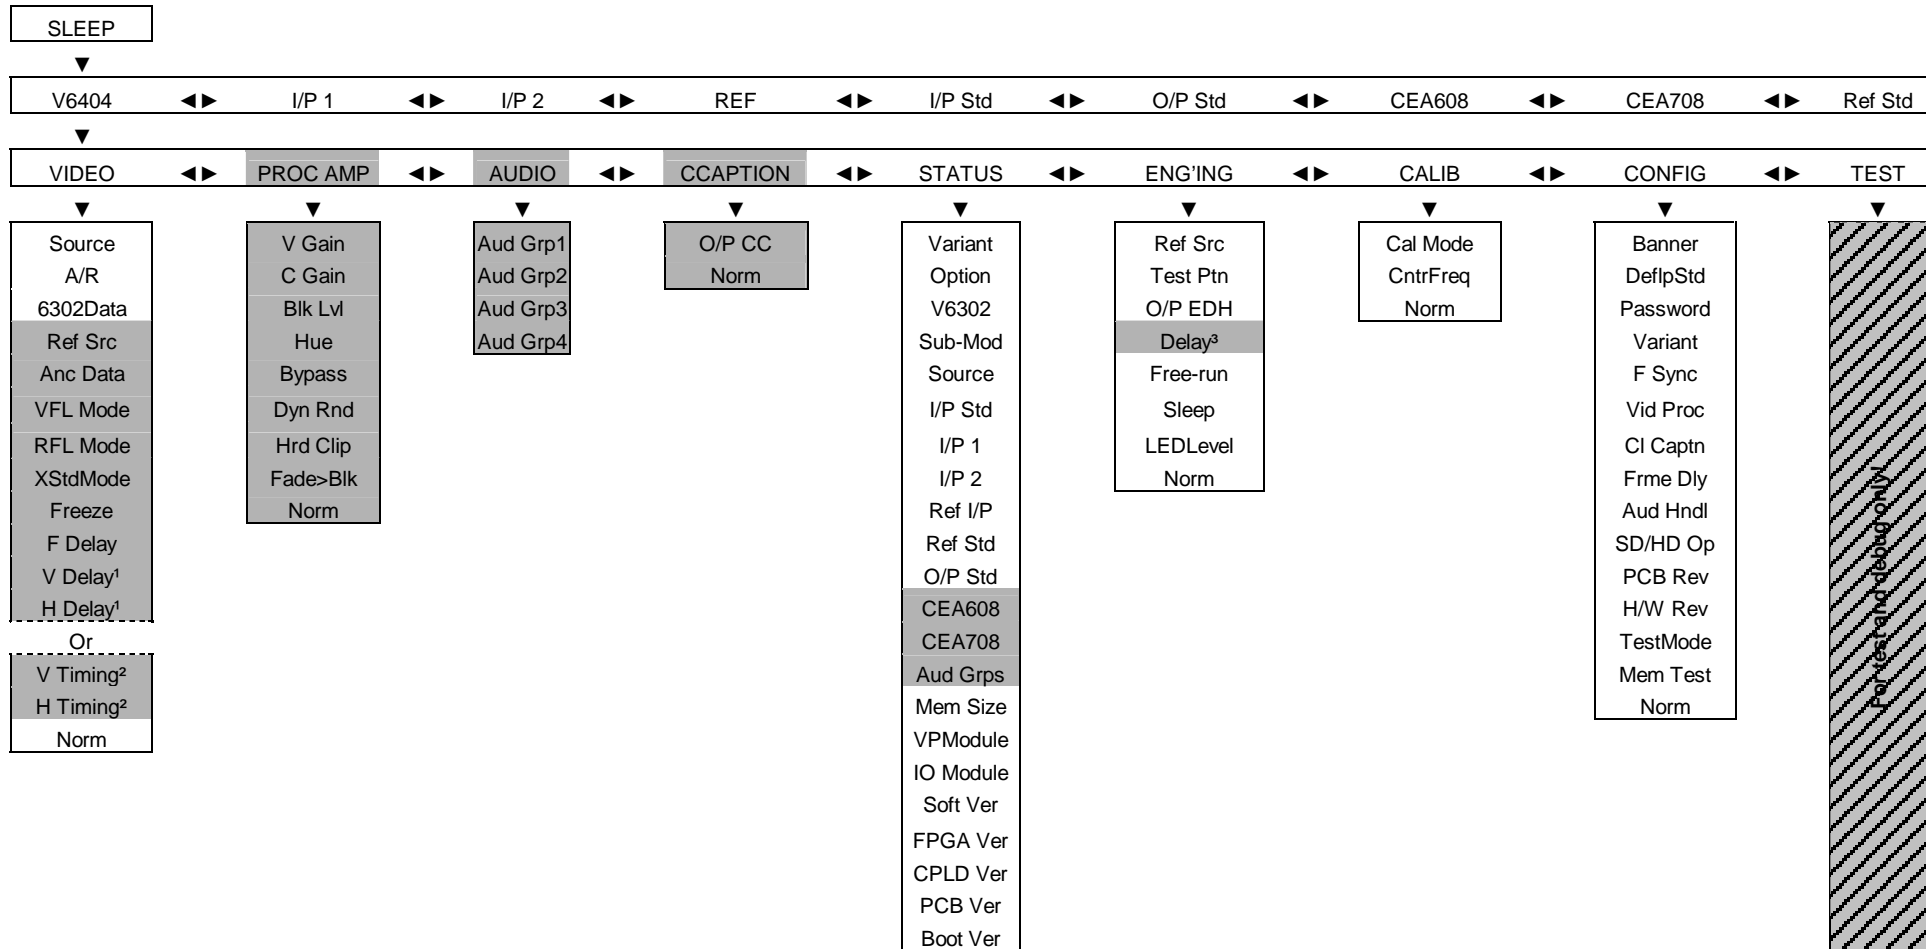 SLEEP
▼
V6404 ◄► I/P 1 ◄► I/P 2 ◄► REF ◄► I/P Std ◄► O/P Std ◄► CEA608 ◄► CEA708 ◄► Ref Std
▼
VIDEO ◄► PROC AMP ◄► AUDIO ◄► CCAPTION ◄► STATUS ◄► ENG'ING ◄► CALIB ◄► CONFIG ◄► TEST
▼ ▼ ▼ ▼ ▼ ▼ ▼ ▼ ▼
Source
A/R
6302Data
Ref Src
Anc Data
VFL Mode
RFL Mode
XStdMode
Freeze
F Delay
V Delay¹
H Delay¹
Or
V Timing²
H Timing²
Norm
V Gain
C Gain
Blk Lvl
Hue
Bypass
Dyn Rnd
Hrd Clip
Fade>Blk
Norm
Aud Grp1
Aud Grp2
Aud Grp3
Aud Grp4
O/P CC
Norm
Variant
Option
V6302
Sub-Mod
Source
I/P Std
I/P 1
I/P 2
Ref I/P
Ref Std
O/P Std
CEA608
CEA708
Aud Grps
Mem Size
VPModule
IO Module
Soft Ver
FPGA Ver
CPLD Ver
PCB Ver
Boot Ver
Ref Src
Test Ptn
O/P EDH
Delay³
Free-run
Sleep
LEDLevel
Norm
Cal Mode
CntrFreq
Norm
Banner
DefIpStd
Password
Variant
F Sync
Vid Proc
Cl Captn
Frme Dly
Aud Hndl
SD/HD Op
PCB Rev
H/W Rev
TestMode
Mem Test
Norm
For test and debug only!